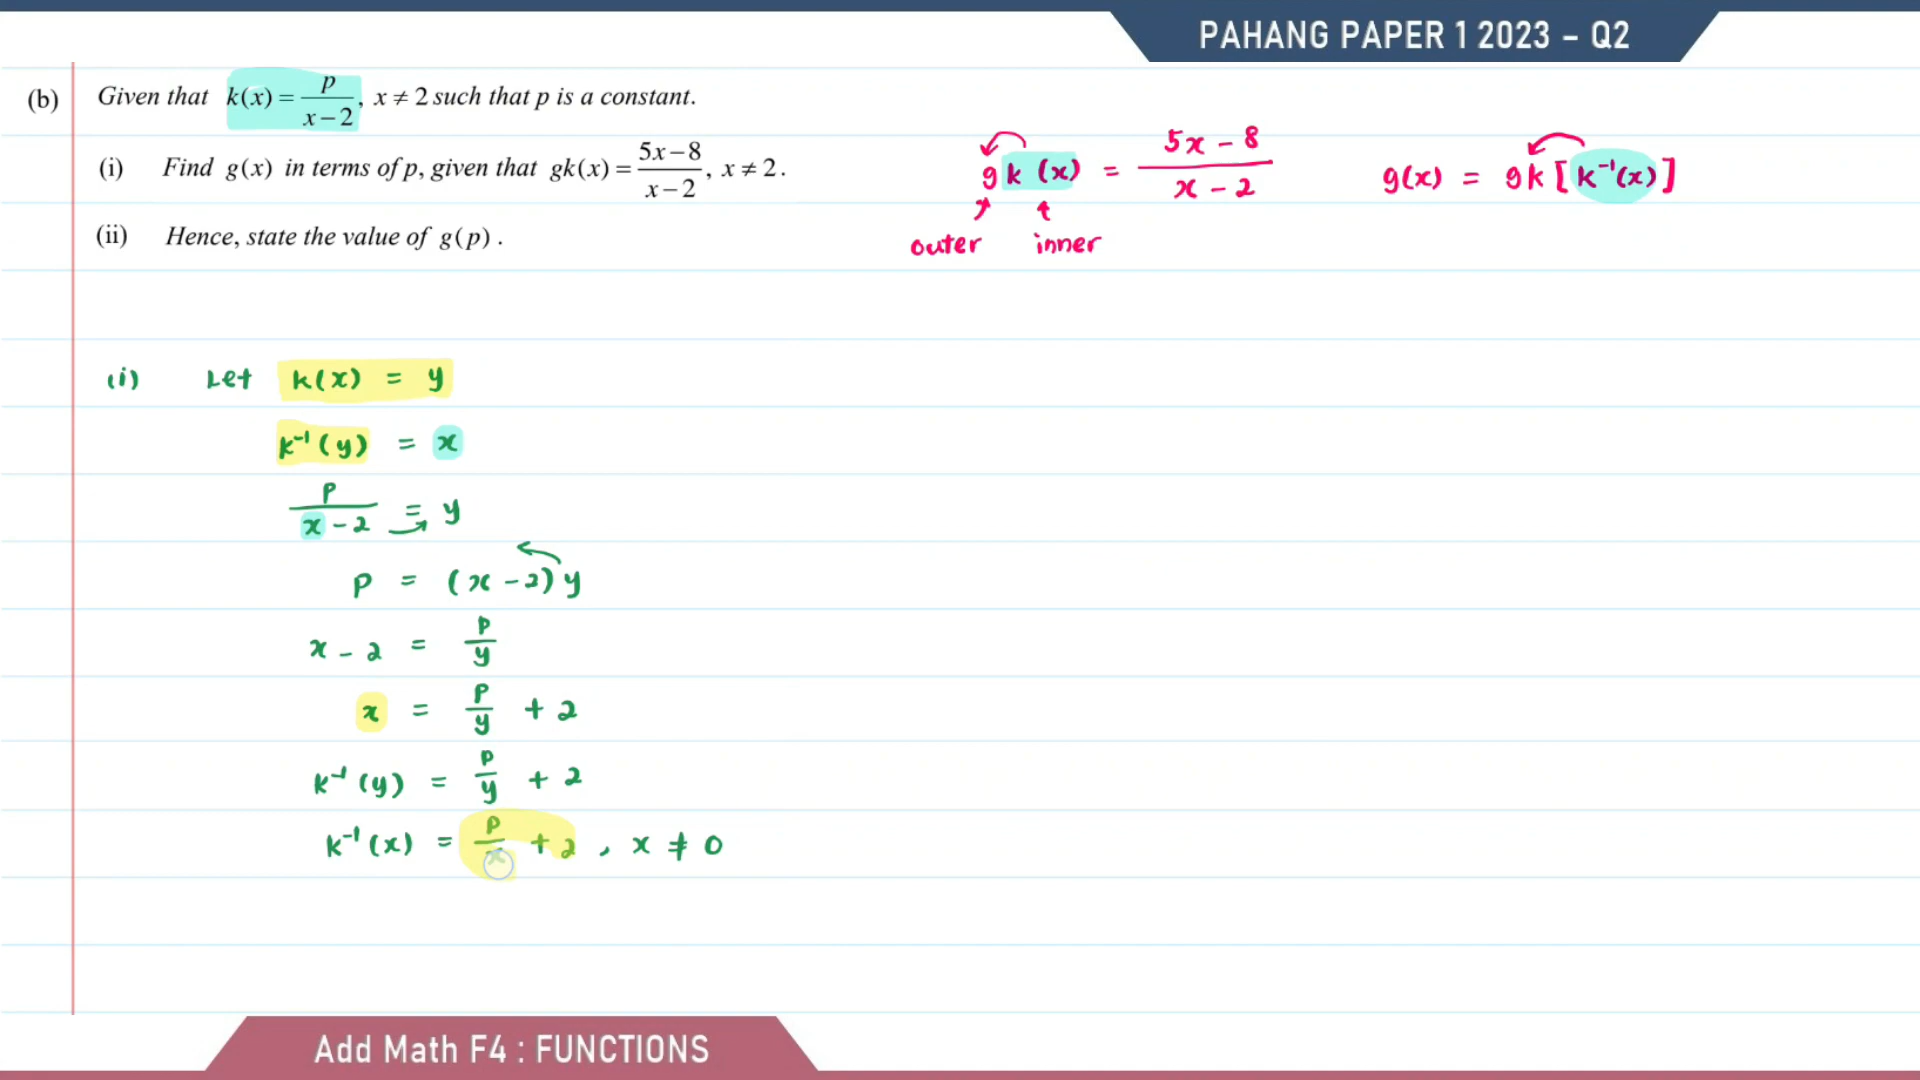 PAHANG PAPER 1 2023 – Q2
(b) Given that k(x) = p/(x−2), x ≠ 2 such that p is a constant.
(i) Find g(x) in terms of p, given that gk(x) = (5x−8)/(x−2), x ≠ 2.
(ii) Hence, state the value of g(p).
gk(x) = (5x − 8)/(x − 2)
outer inner
g(x) = gk[k⁻¹(x)]
(i) Let k(x) = y
k⁻¹(y) = x
p/(x − 2) = y
p = (x − 2)y
x − 2 = p/y
x = p/y + 2
k⁻¹(y) = p/y + 2
k⁻¹(x) = p/x + 2, x ≠ 0
Add Math F4 : FUNCTIONS